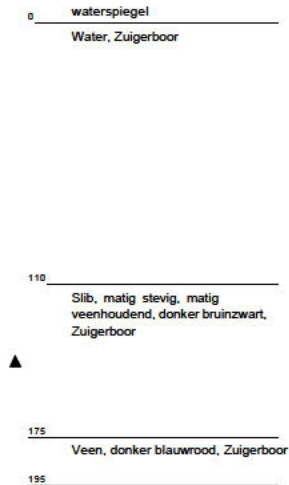 waterspiegel
0
Water, Zuigerboor
110
Slib, matig stevig, matig
veenhoudend, donker bruinzwart,
Zuigerboor
175
Veen, donker blauwrood, Zuigerboor
195